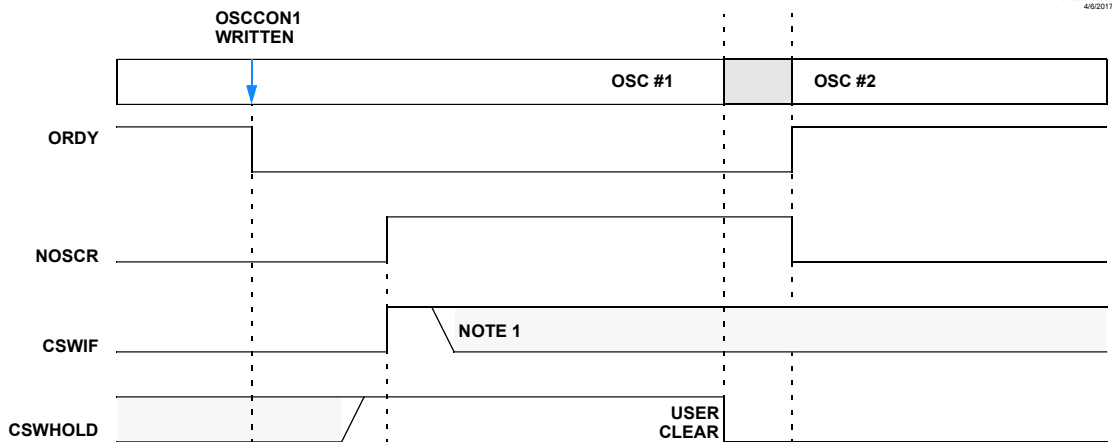 4/6/2017
OSCCON1
WRITTEN
OSC #1
OSC #2
ORDY
NOSCR
CSWIF
NOTE 1
CSWHOLD
USER
CLEAR